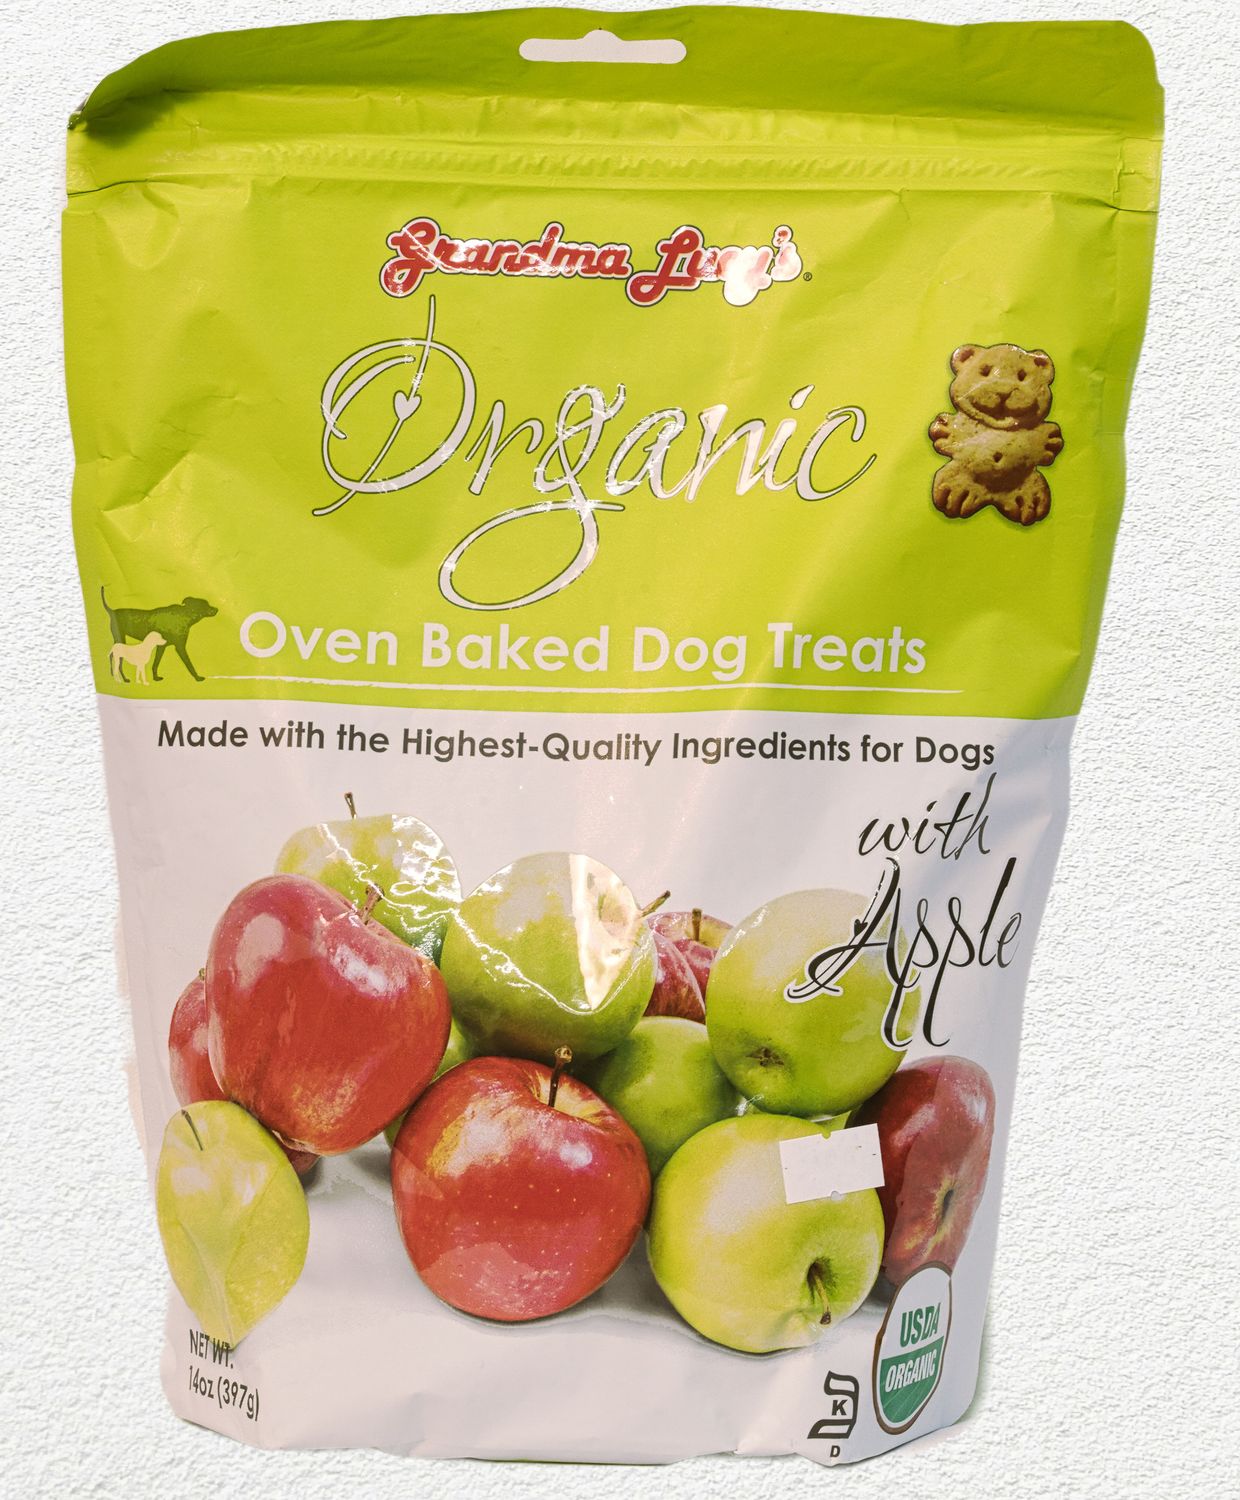 Grandma Lucy's®
Organic
Oven Baked Dog Treats
Made with the Highest-Quality Ingredients for Dogs
with
Apple
NET WT.
14oz (397g)
K
D
USDA
ORGANIC